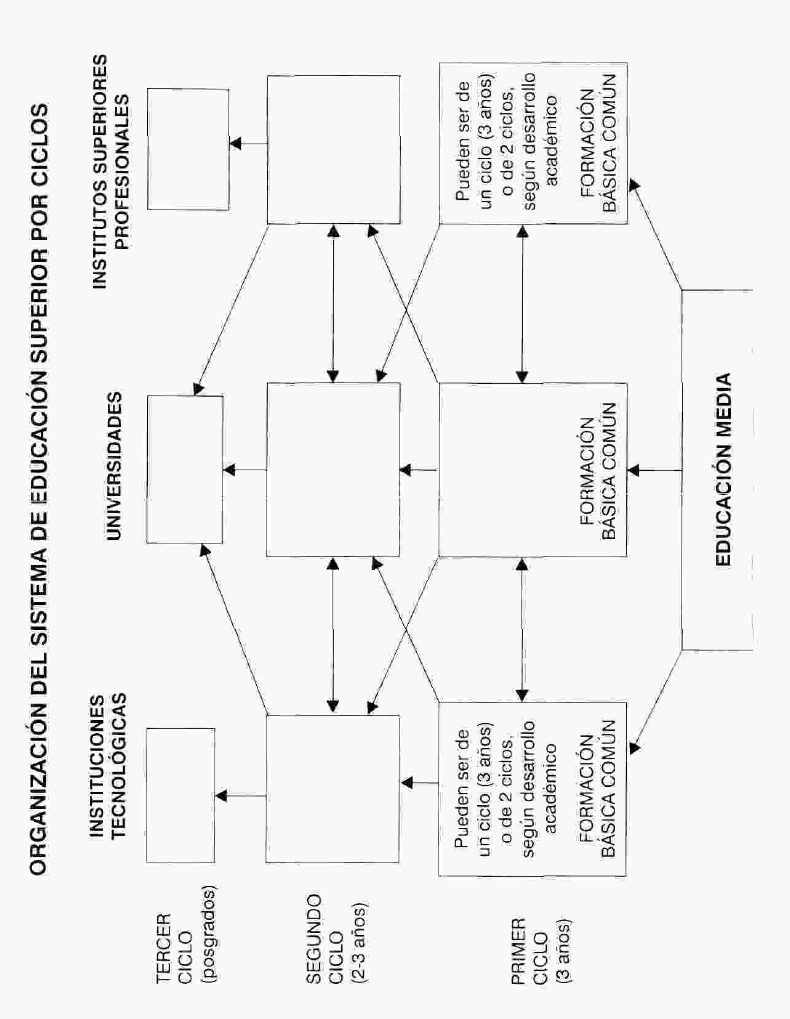 ORGANIZACIÓN DEL SISTEMA DE EDUCACIÓN SUPERIOR POR CICLOS
INSTITUCIONES
TECNOLÓGICAS
UNIVERSIDADES
INSTITUTOS SUPERIORES
PROFESIONALES
TERCER
CICLO
(posgrados)
SEGUNDO
CICLO
(2-3 años)
PRIMER
CICLO
(3 años)
Pueden ser de
un ciclo (3 años)
o de 2 ciclos,
según desarrollo
académico
FORMACIÓN
BÁSICA COMÚN
FORMACIÓN
BÁSICA COMÚN
Pueden ser de
un ciclo (3 años)
o de 2 ciclos,
según desarrollo
académico
FORMACIÓN
BÁSICA COMÚN
EDUCACIÓN MEDIA